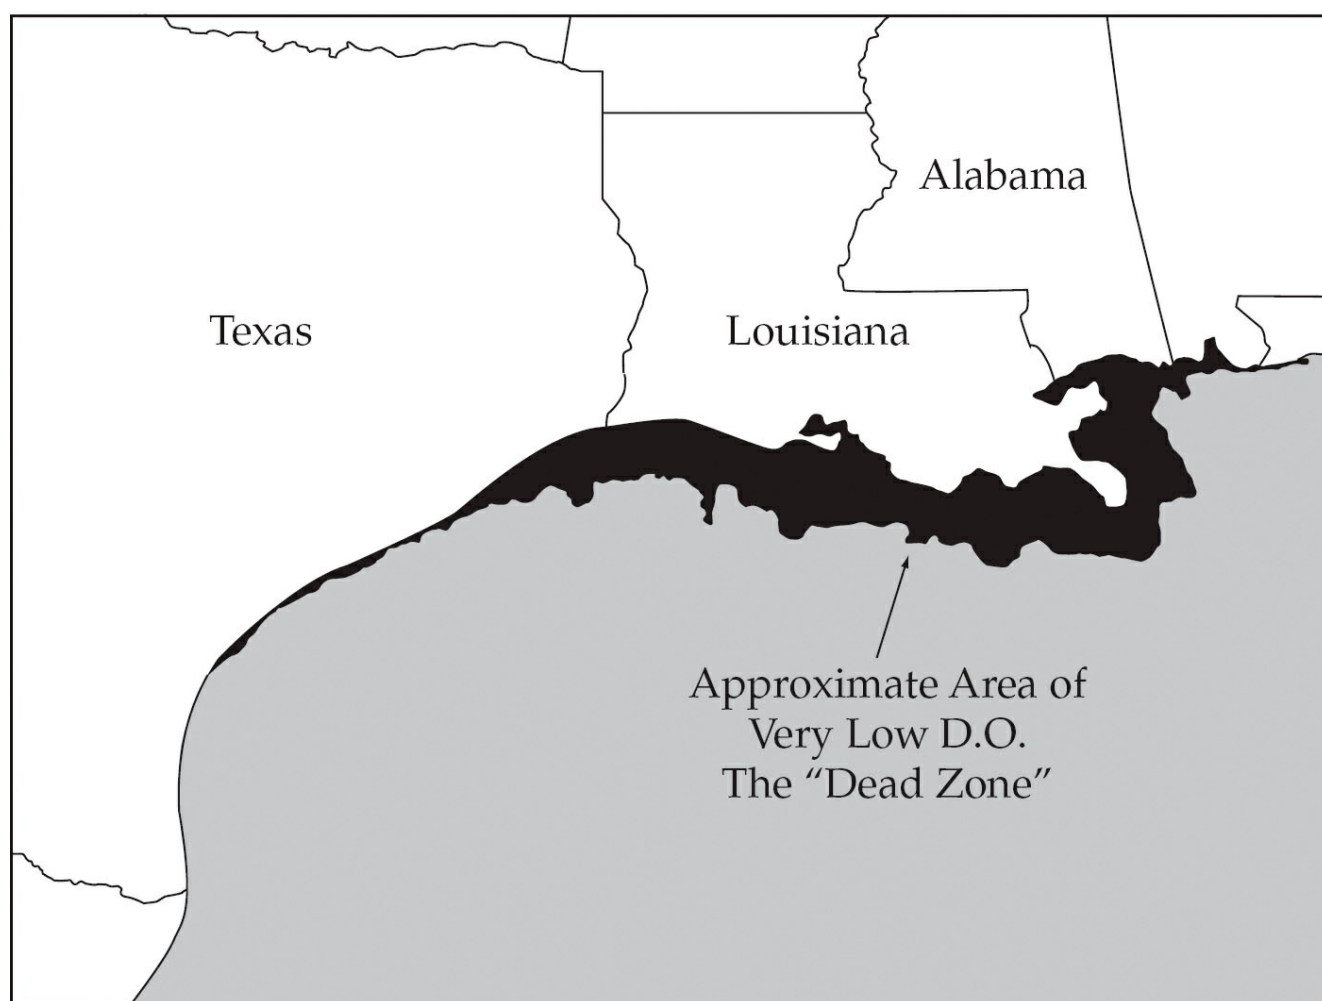 Alabama
Texas
Louisiana
Approximate Area of
Very Low D.O.
The “Dead Zone”